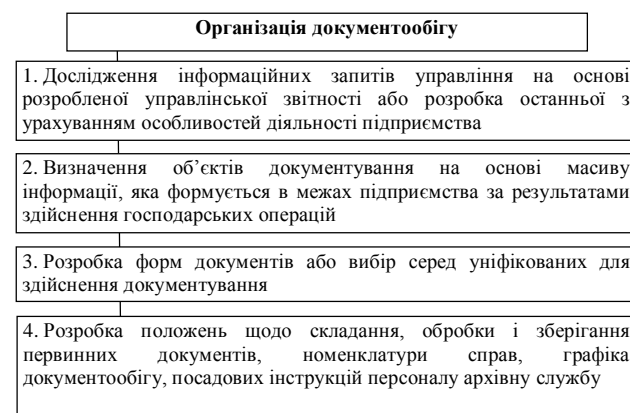 Організація документообігу
1. Дослідження інформаційних запитів управління на основі
розробленої управлінської звітності або розробка останньої з
урахуванням особливостей діяльності підприємства
2. Визначення об’єктів документування на основі масиву
інформації, яка формується в межах підприємства за результатами
здійснення господарських операцій
3. Розробка форм документів або вибір серед уніфікованих для
здійснення документування
4. Розробка положень щодо складання, обробки і зберігання
первинних документів, номенклатури справ, графіка
документообігу, посадових інструкцій персоналу архівну службу